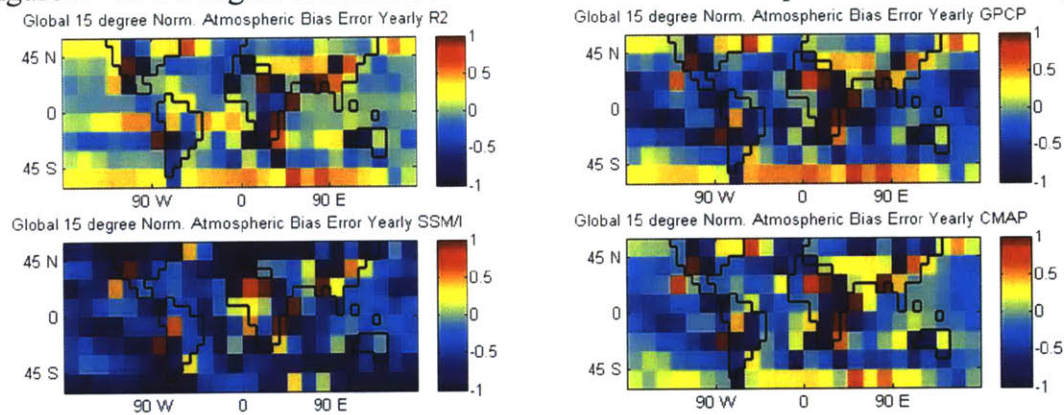 Global 15 degree Norm. Atmospheric Bias Error Yearly R2
45 N
0
45 S
90 W 0 90 E
1
0.5
0
-0.5
-1
Global 15 degree Norm. Atmospheric Bias Error Yearly GPCP
45 N
0
45 S
90 W 0 90 E
1
0.5
0
-0.5
-1
Global 15 degree Norm. Atmospheric Bias Error Yearly SSM/I
45 N
0
45 S
90 W 0 90 E
1
0.5
0
-0.5
-1
Global 15 degree Norm. Atmospheric Bias Error Yearly CMAP
45 N
0
45 S
90 W 0 90 E
1
0.5
0
-0.5
-1